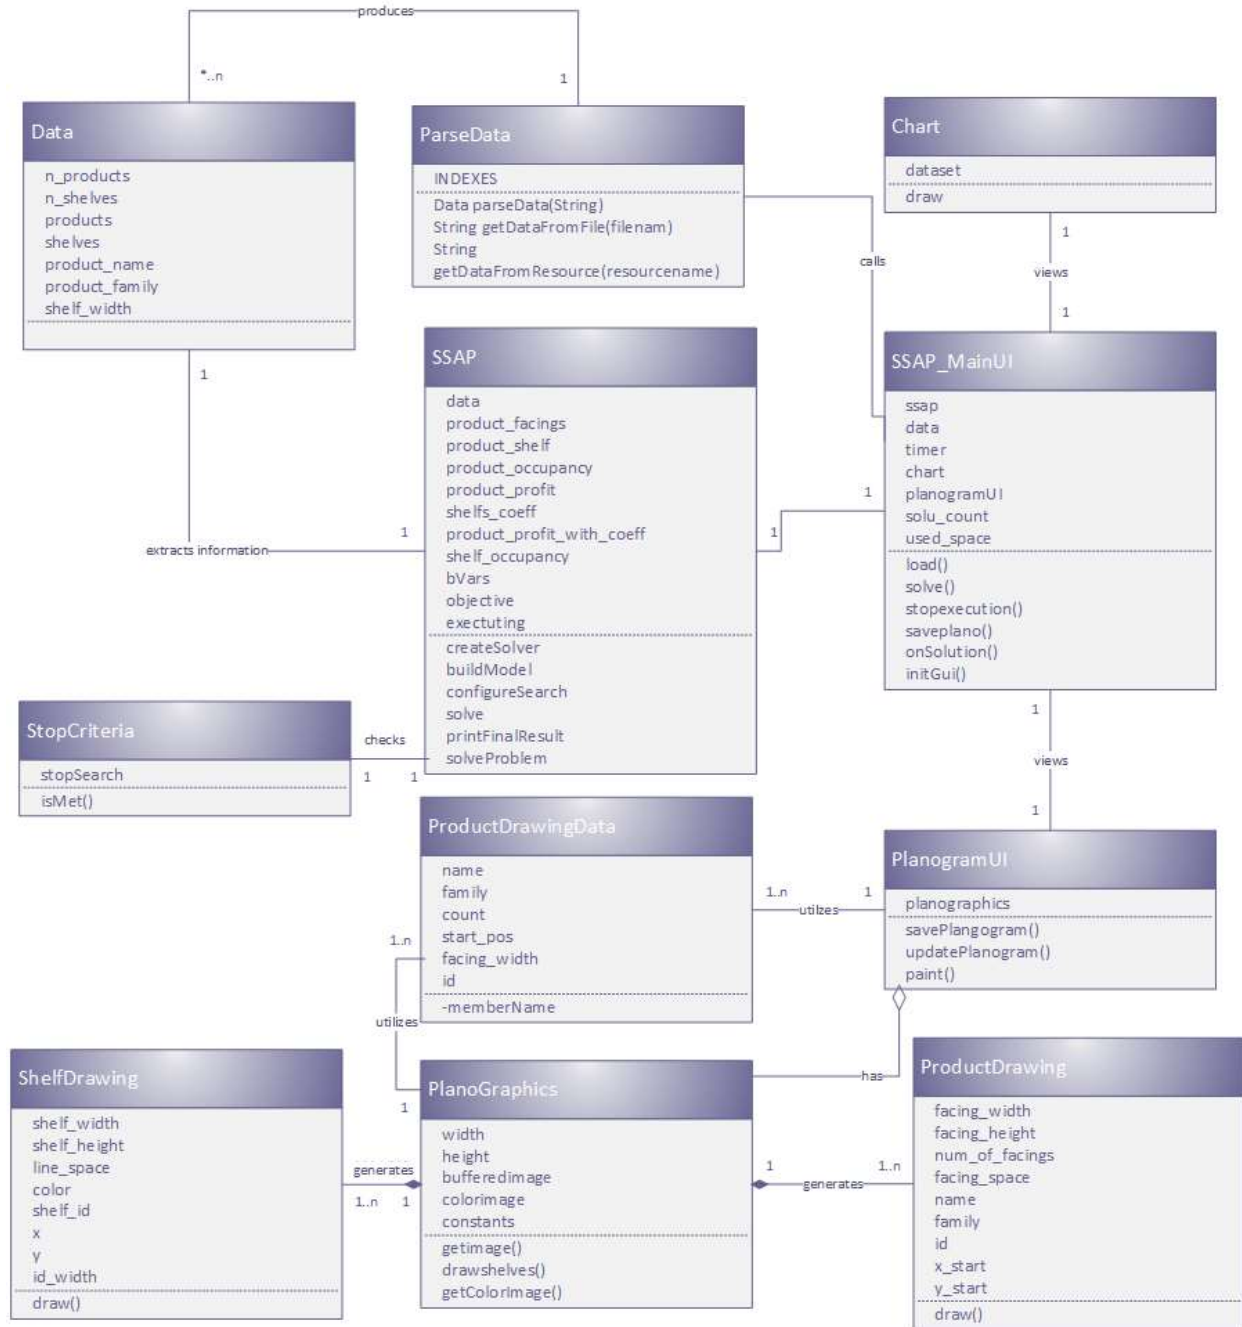 produces
*..n
1
Data
n_products
n_shelves
products
shelves
product_name
product_family
shelf_width
1
ParseData
INDEXES
Data parseData(String)
String getDataFromFile(filenam)
String
getDataFromResource(resourcename)
calls
Chart
dataset
draw
1
views
1
SSAP
data
product_facings
product_shelf
product_occupancy
product_profit
shelfs_coeff
product_profit_with_coeff
shelf_occupancy
bVars
objective
exectuting
createSolver
buildModel
configureSearch
solve
printFinalResult
solveProblem
1
extracts information
1
1
SSAP_MainUI
ssap
data
timer
chart
planogramUI
solu_count
used_space
load()
solve()
stopexecution()
saveplano()
onSolution()
initGui()
1
views
1
StopCriteria
stopSearch
isMet()
checks
1
1
ProductDrawingData
name
family
count
start_pos
facing_width
id
-memberName
1..n
utilzes
1
PlanogramUI
planographics
savePlangogram()
updatePlanogram()
paint()
1..n
utilizes
1
has
ShelfDrawing
shelf_width
shelf_height
line_space
color
shelf_id
x
y
id_width
draw()
generates
1..n
1
PlanoGraphics
width
height
bufferedimage
colorimage
constants
getimage()
drawshelves()
getColorImage()
1
generates
1..n
ProductDrawing
facing_width
facing_height
num_of_facings
facing_space
name
family
id
x_start
y_start
draw()